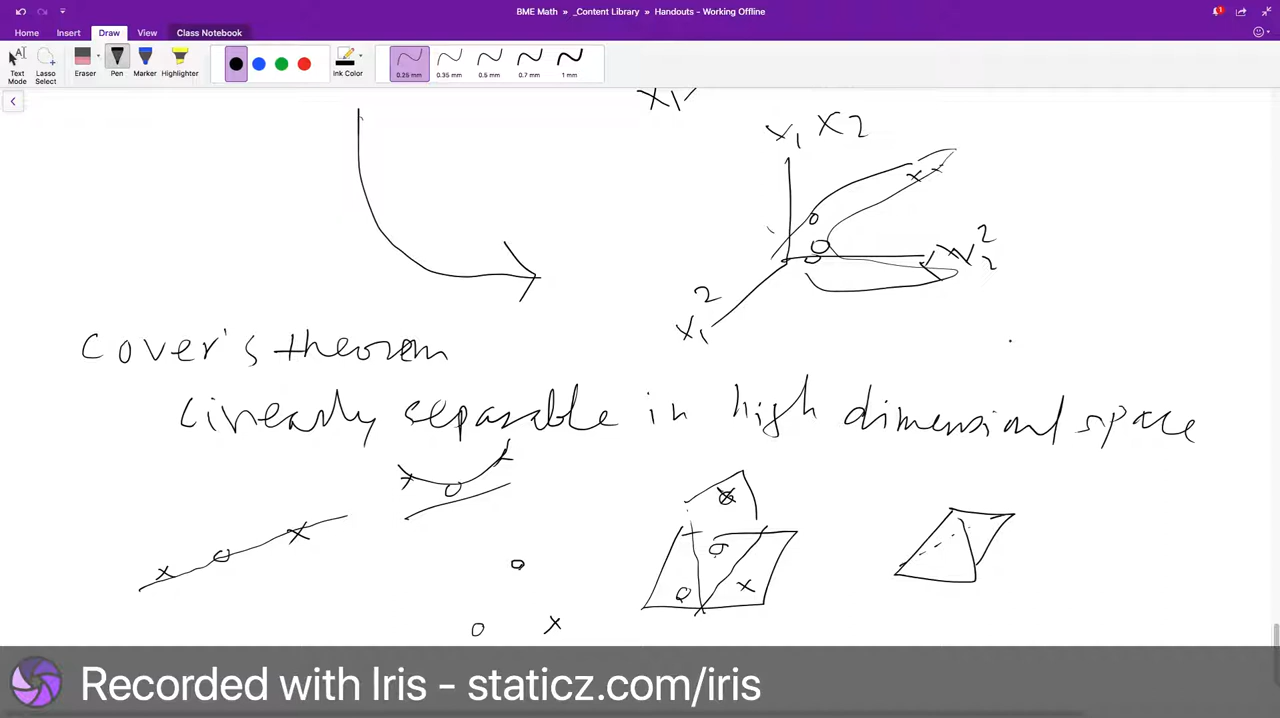 BME Math » _Content Library » Handouts - Working Offline
1
Home Insert Draw View Class Notebook
Text Mode
Lasso Select
Eraser
Pen
Marker
Highlighter
Ink Color
0.25 mm
0.35 mm
0.5 mm
0.7 mm
1 mm
X1
X1 X2
X1 2
Cover's theorem
Linearly separable in high dimensional space
Recorded with Iris - staticz.com/iris